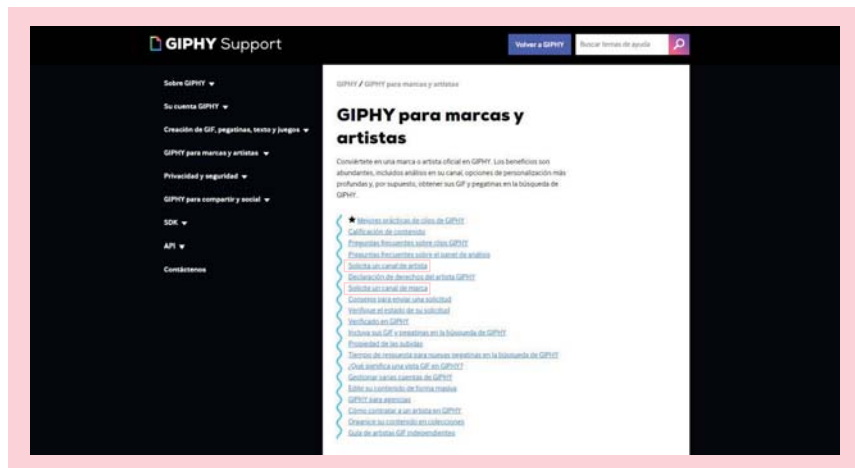 GIPHY Support
Volver a GIPHY
Buscar temas de ayuda
Sobre GIPHY
Su cuenta GIPHY
Creación de GIF, pegatinas, texto y juegos
GIPHY para marcas y artistas
Privacidad y seguridad
GIPHY para compartir y social
SDK
API
Contáctenos
GIPHY / GIPHY para marcas y artistas
GIPHY para marcas y
artistas
Conviértete en una marca o artista oficial en GIPHY. Los beneficios son
abundantes, incluidos análisis en su canal, opciones de personalización más
profundas y, por supuesto, obtener sus GIF y pegatinas en la búsqueda de
GIPHY.
Mejores prácticas de clips de GIPHY
Calificación de contenido
Preguntas frecuentes sobre clips GIPHY
Preguntas frecuentes sobre el panel de análisis
Solicita un canal de artista
Declaración de derechos del artista GIPHY
Solicita un canal de marca
Consejos para enviar una solicitud
Verifique el estado de su solicitud
Verificado en GIPHY
Incluya sus GIF y pegatinas en la búsqueda de GIPHY
Propiedad de las subidas
Tiempo de respuesta para nuevas pegatinas en la búsqueda de GIPHY
¿Qué significa una vista GIF en GIPHY?
Gestionar varias cuentas de GIPHY
Edite su contenido de forma masiva
GIPHY para agencias
Cómo contratar a un artista en GIPHY
Organice su contenido en colecciones
Guía de artistas GIF independientes